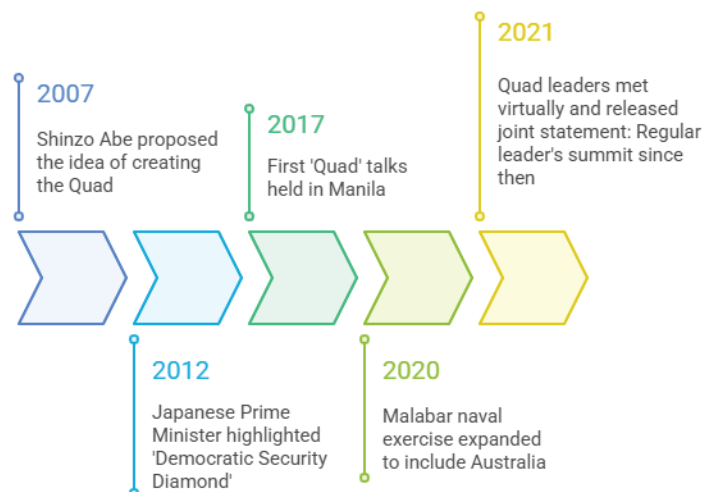 2007
Shinzo Abe proposed
the idea of creating
the Quad
2012
Japanese Prime
Minister highlighted
'Democratic Security
Diamond'
2017
First 'Quad' talks
held in Manila
2020
Malabar naval
exercise expanded
to include Australia
2021
Quad leaders met
virtually and released
joint statement: Regular
leader's summit since
then